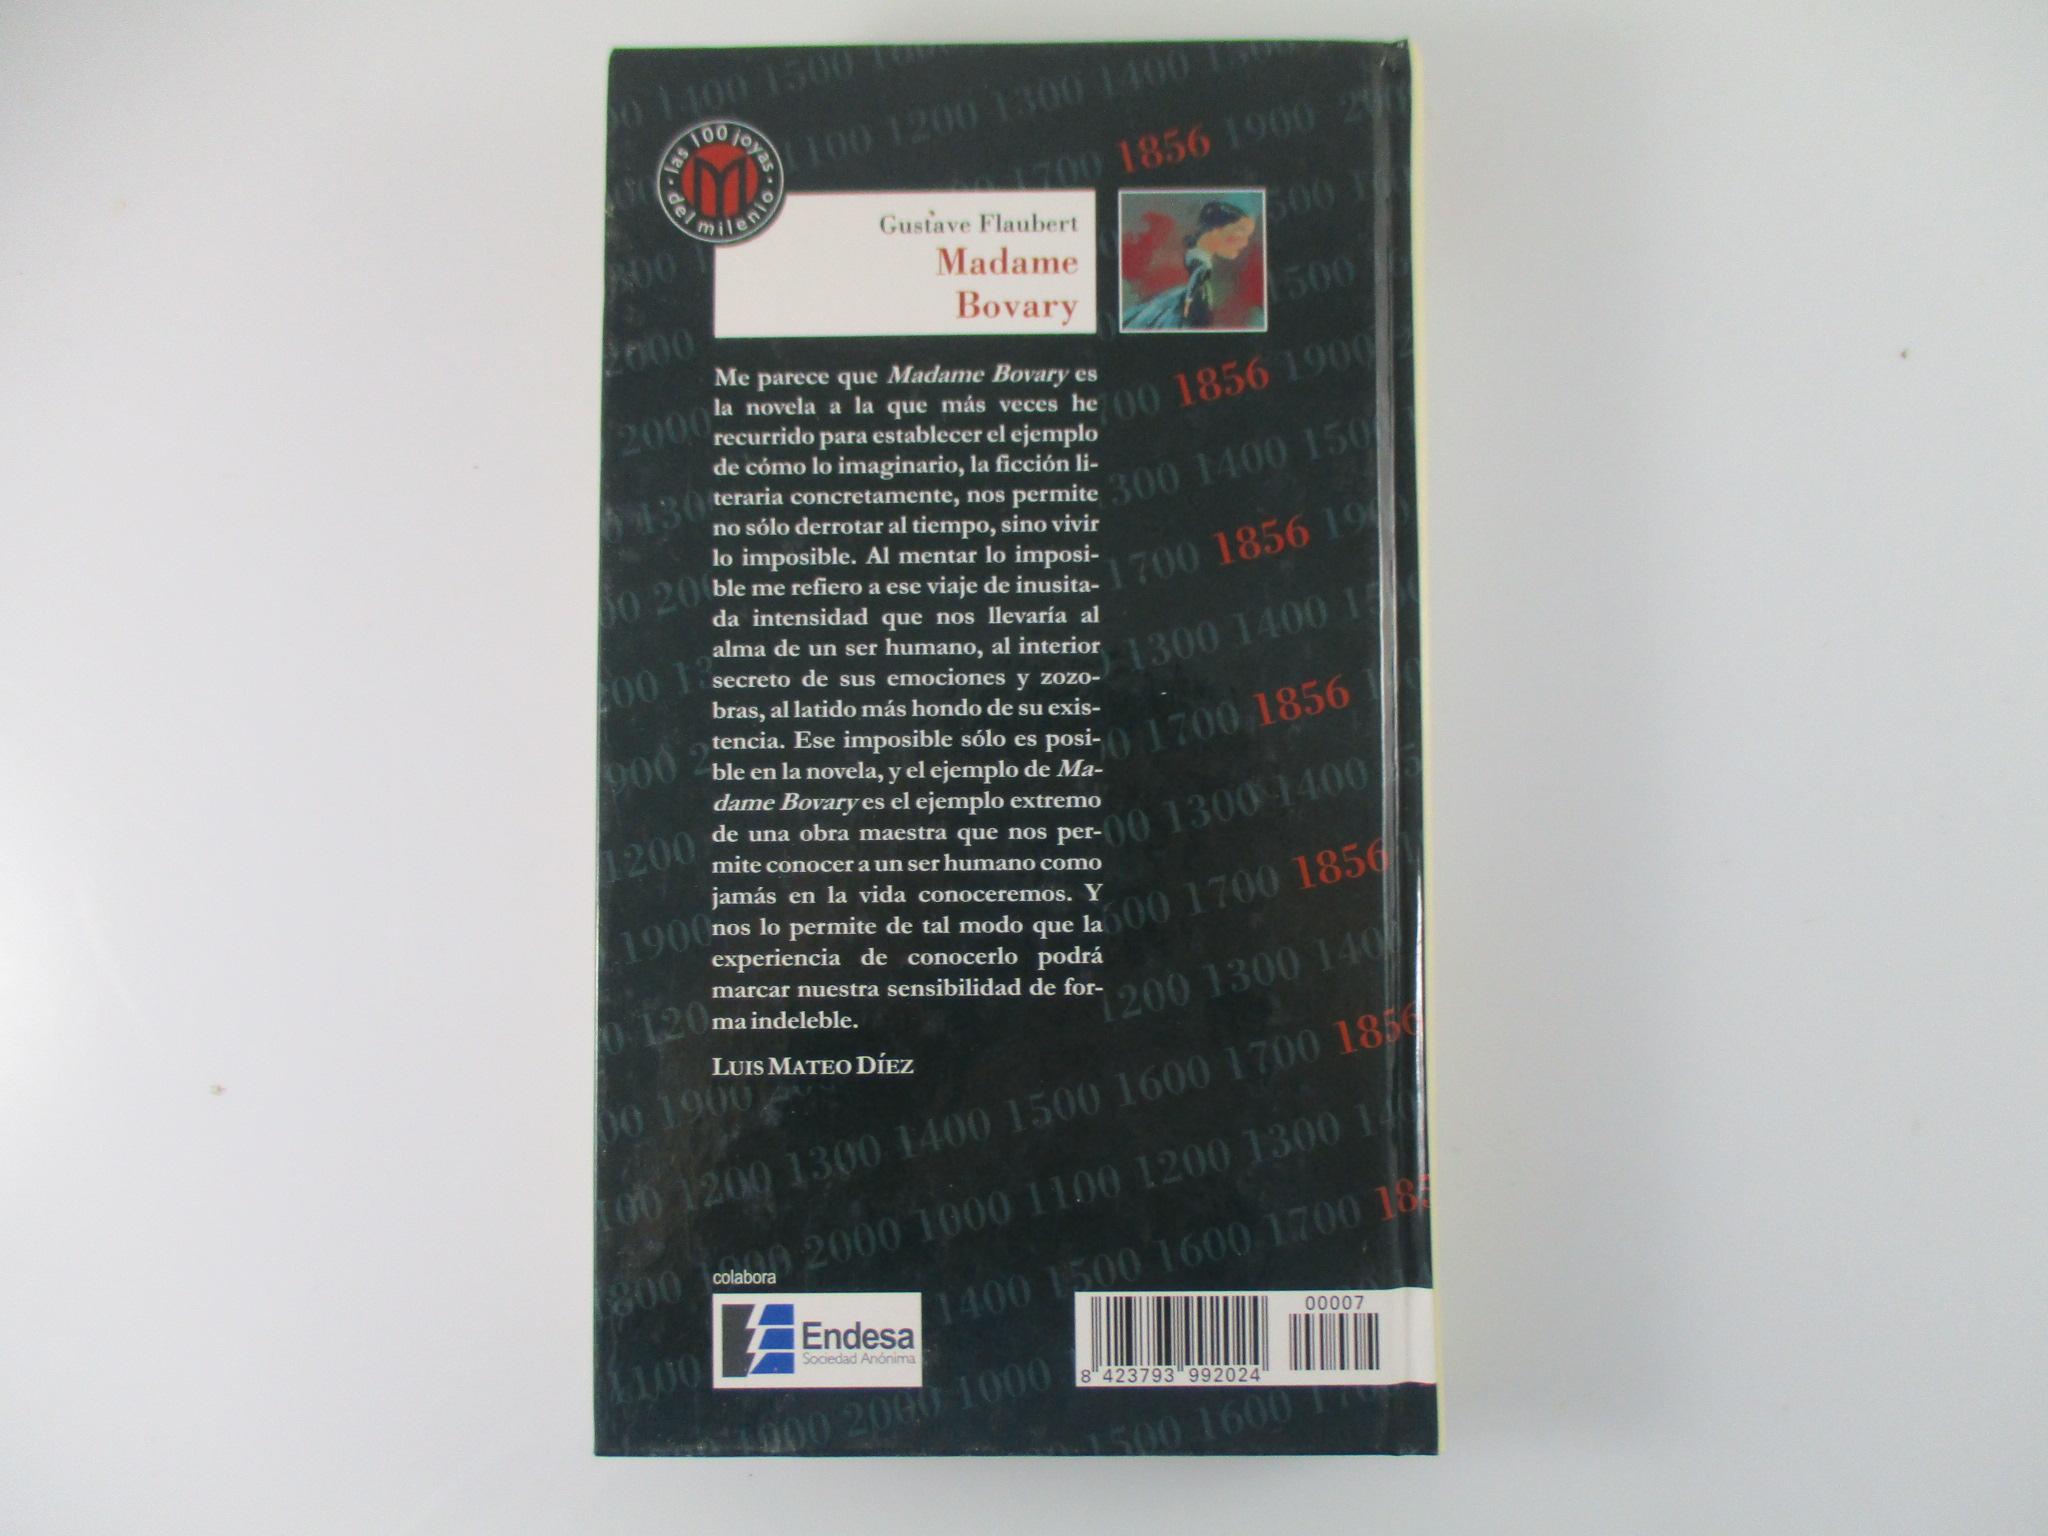 las 100 joyas
del milenio
M
Gustave Flaubert
Madame
Bovary
Me parece que Madame Bovary es
la novela a la que más veces he
recurrido para establecer el ejemplo
de cómo lo imaginario, la ficción li-
teraria concretamente, nos permite
no sólo derrotar al tiempo, sino vivir
lo imposible. Al mentar lo imposi-
ble me refiero a ese viaje de inusita-
da intensidad que nos llevaría al
alma de un ser humano, al interior
secreto de sus emociones y zozo-
bras, al latido más hondo de su exis-
tencia. Ese imposible sólo es posi-
ble en la novela, y el ejemplo de Ma-
dame Bovary es el ejemplo extremo
de una obra maestra que nos per-
mite conocer a un ser humano como
jamás en la vida conoceremos. Y
nos lo permite de tal modo que la
experiencia de conocerlo podrá
marcar nuestra sensibilidad de for-
ma indeleble.
LUIS MATEO DÍEZ
1856
1856
1856
1856
1856
1856
185
colabora
Endesa
Sociedad Anónima
00007
8 423793 992024